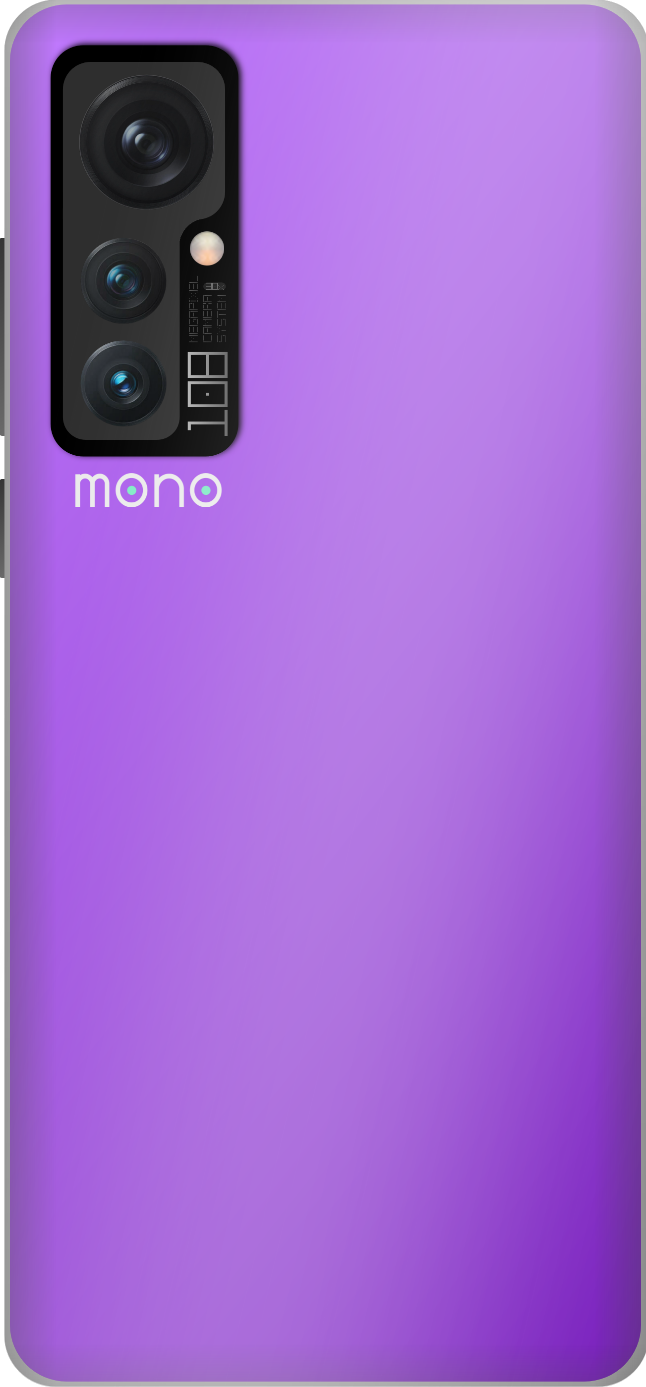 108
MEGAPIXEL
CAMERA
SYSTEM
mono